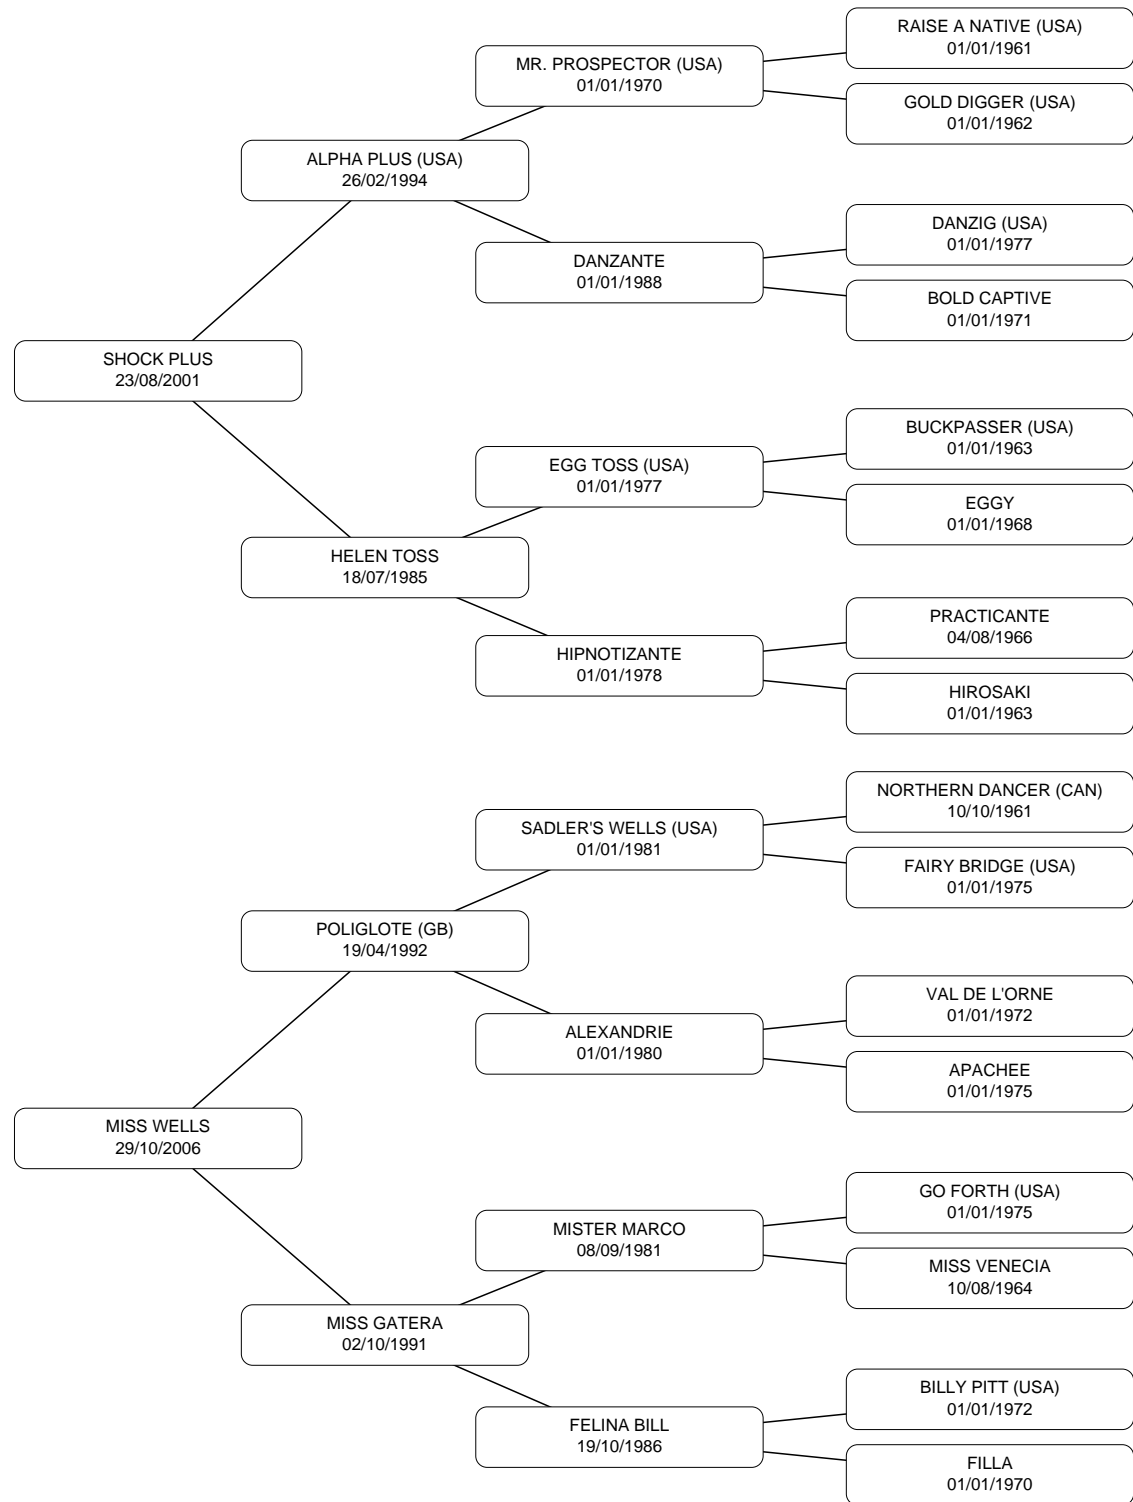 RAISE A NATIVE (USA)
01/01/1961
MR. PROSPECTOR (USA)
01/01/1970
GOLD DIGGER (USA)
01/01/1962
ALPHA PLUS (USA)
26/02/1994
DANZIG (USA)
01/01/1977
DANZANTE
01/01/1988
BOLD CAPTIVE
01/01/1971
SHOCK PLUS
23/08/2001
BUCKPASSER (USA)
01/01/1963
EGG TOSS (USA)
01/01/1977
EGGY
01/01/1968
HELEN TOSS
18/07/1985
PRACTICANTE
04/08/1966
HIPNOTIZANTE
01/01/1978
HIROSAKI
01/01/1963
NORTHERN DANCER (CAN)
10/10/1961
SADLER'S WELLS (USA)
01/01/1981
FAIRY BRIDGE (USA)
01/01/1975
POLIGLOTE (GB)
19/04/1992
VAL DE L'ORNE
01/01/1972
ALEXANDRIE
01/01/1980
APACHEE
01/01/1975
MISS WELLS
29/10/2006
GO FORTH (USA)
01/01/1975
MISTER MARCO
08/09/1981
MISS VENECIA
10/08/1964
MISS GATERA
02/10/1991
BILLY PITT (USA)
01/01/1972
FELINA BILL
19/10/1986
FILLA
01/01/1970